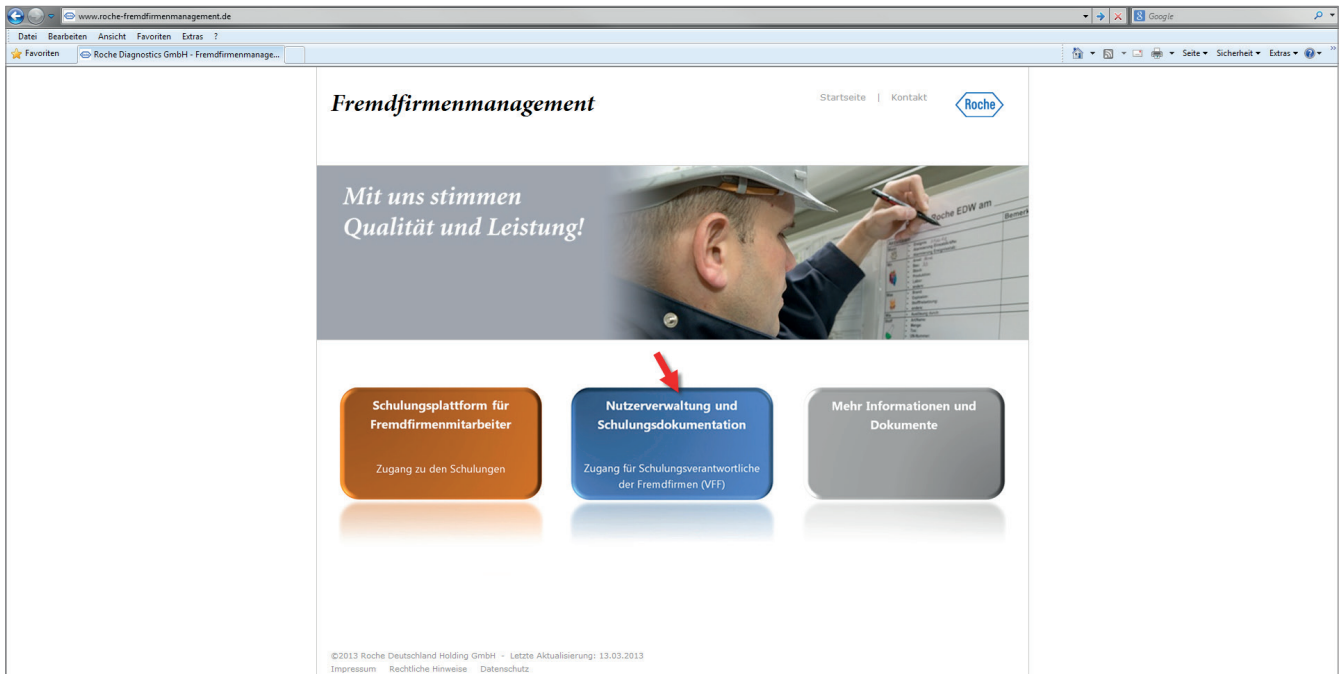 www.roche-fremdfirmenmanagement.de
Google
Datei Bearbeiten Ansicht Favoriten Extras ?
Favoriten
Roche Diagnostics GmbH - Fremdfirmenmanage...
Seite
Sicherheit
Extras
Fremdfirmenmanagement
Startseite | Kontakt
Roche
Mit uns stimmen
Qualität und Leistung!
Roche EDW am
Schulungsplattform für
Fremdfirmenmitarbeiter
Zugang zu den Schulungen
Nutzerverwaltung und
Schulungsdokumentation
Zugang für Schulungsverantwortliche
der Fremdfirmen (VFF)
Mehr Informationen und
Dokumente
©2013 Roche Deutschland Holding GmbH - Letzte Aktualisierung: 13.03.2013
Impressum Rechtliche Hinweise Datenschutz